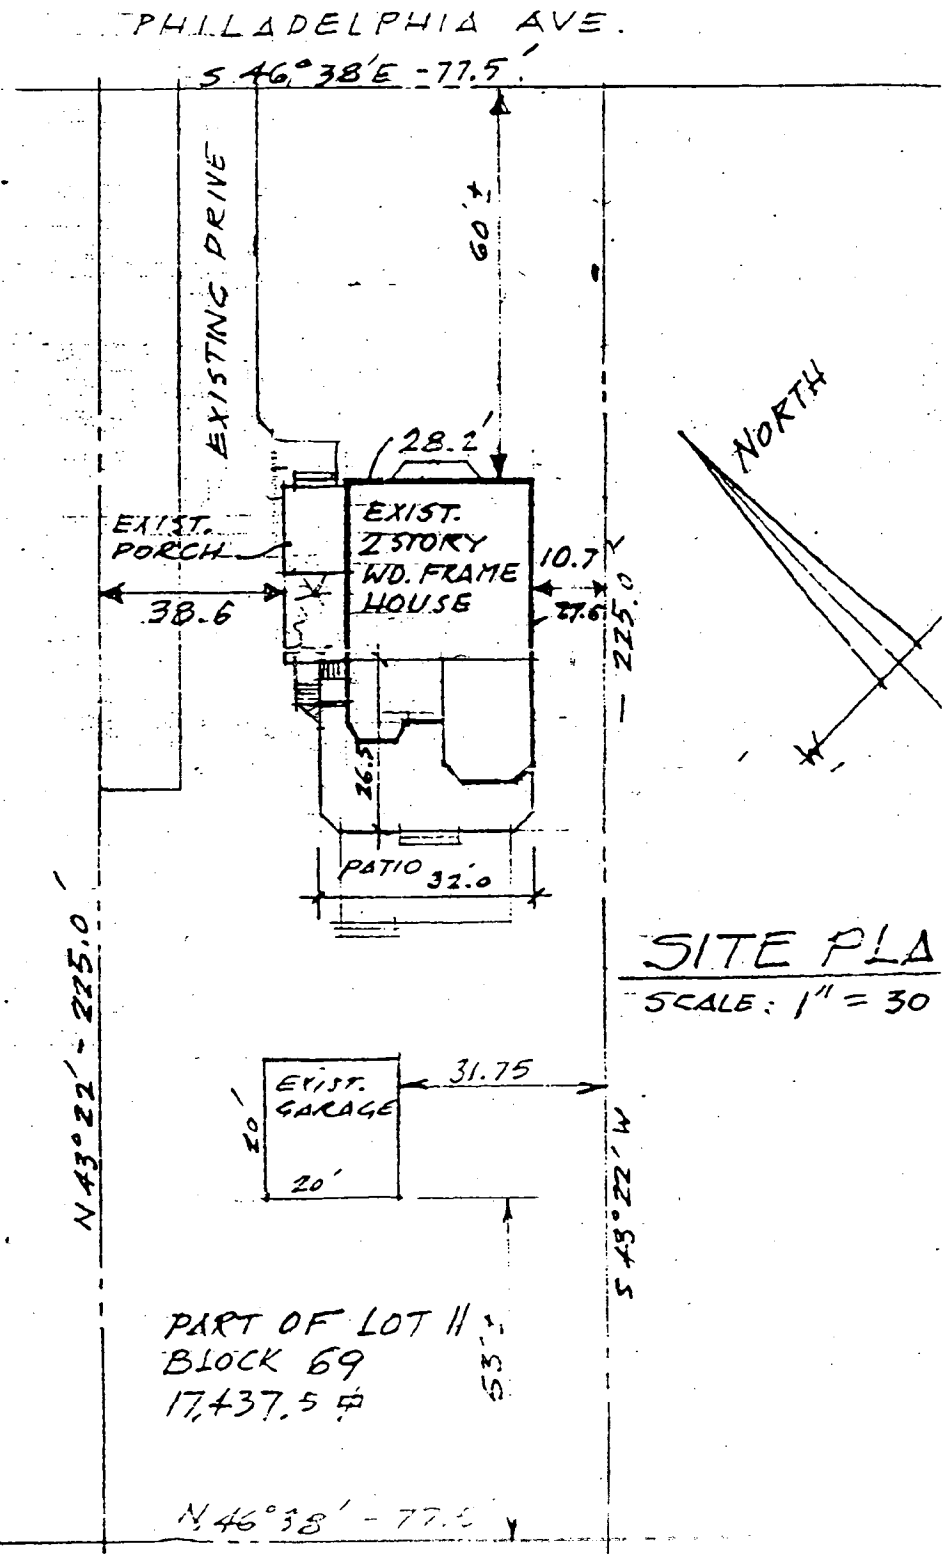 PHILADELPHIA AVE.
S 46°38'E - 77.5'
EXISTING DRIVE
60'±
NORTH
28.2'
EXIST.
PORCH
EXIST.
2 STORY
WD. FRAME
HOUSE
10.7'
38.6
27.6
— 225.0
W.
26.5
PATIO
32.0
N 43°22' - 225.0'
SITE PLA
SCALE: 1" = 30
EXIST.
GARAGE
31.75
20'
20'
S 43°22' W
53'±
PART OF LOT 11
BLOCK 69
17,437.5
N 46°38' - 77.5